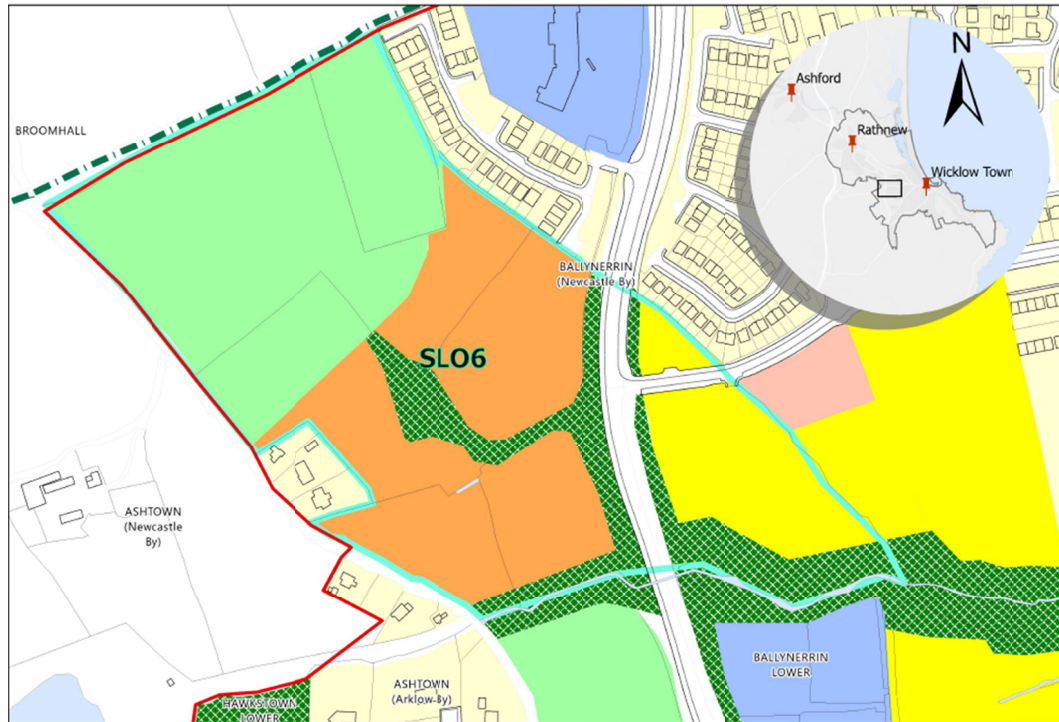 N
Ashford
Rathnew
Wicklow Town
BROOMHALL
BALLYNERRIN
(Newcastle By)
SLO6
ASHTOWN
(Newcastle
By)
BALLYNERRIN
LOWER
ASHTOWN
(Arklow By)
HAWKSTOWN
LOWER